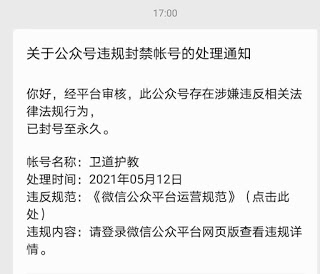 17:00
关于公众号违规封禁帐号的处理通知
你好，经平台审核，此公众号存在涉嫌违反相关法
律法规行为，
已封号至永久。
帐号名称：卫道护教
处理时间：2021年05月12日
违反规范：《微信公众平台运营规范》（点击此
处）
违规内容：请登录微信公众平台网页版查看违规详
情。